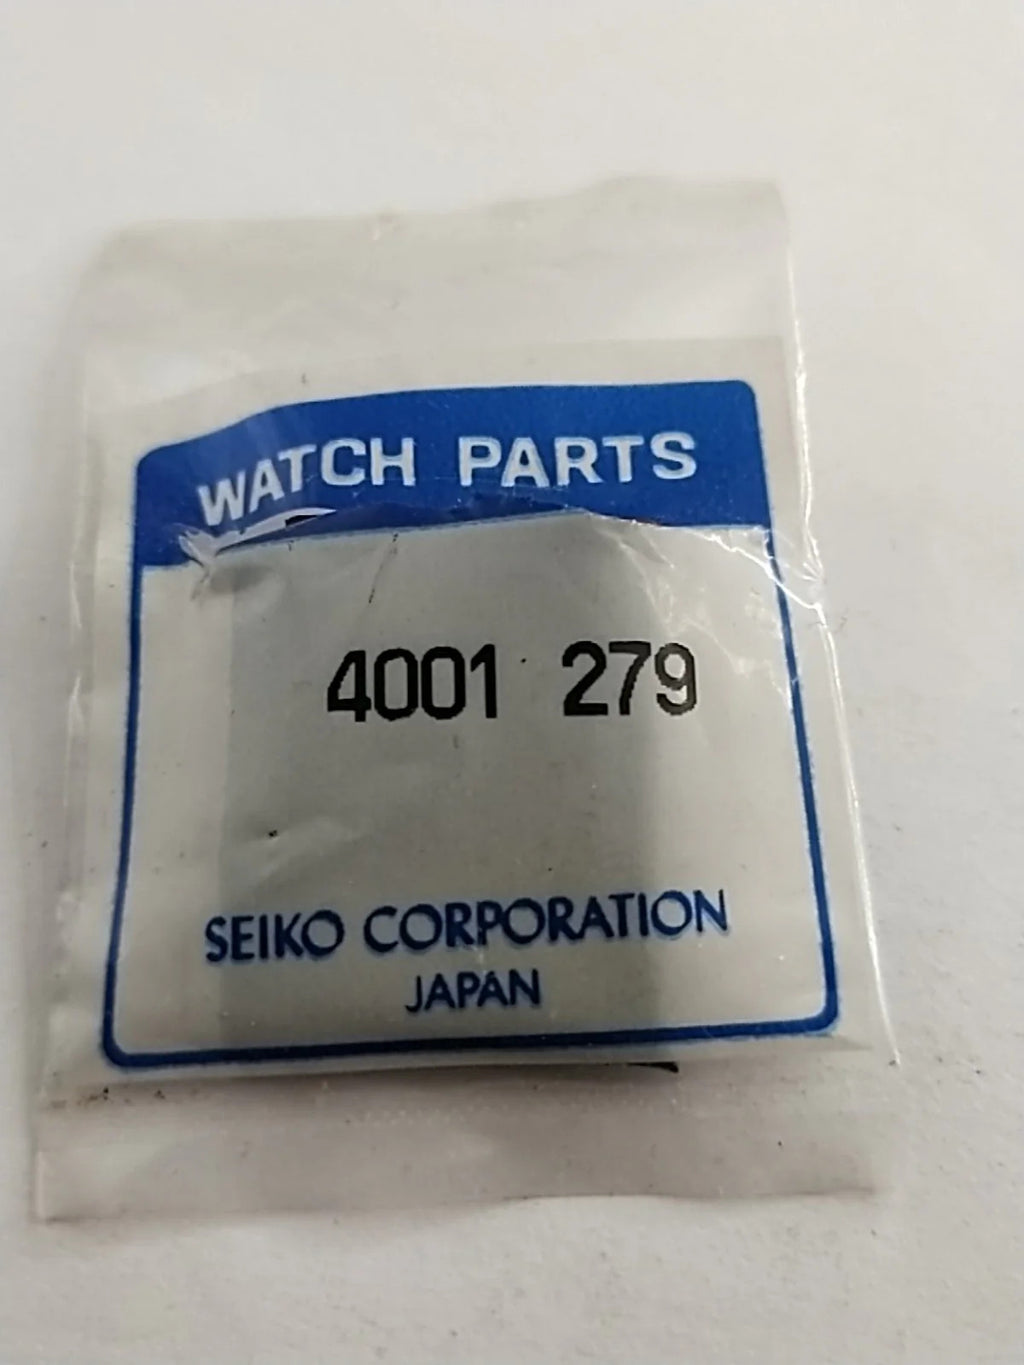 WATCH PARTS
4001 279
SEIKO CORPORATION
JAPAN